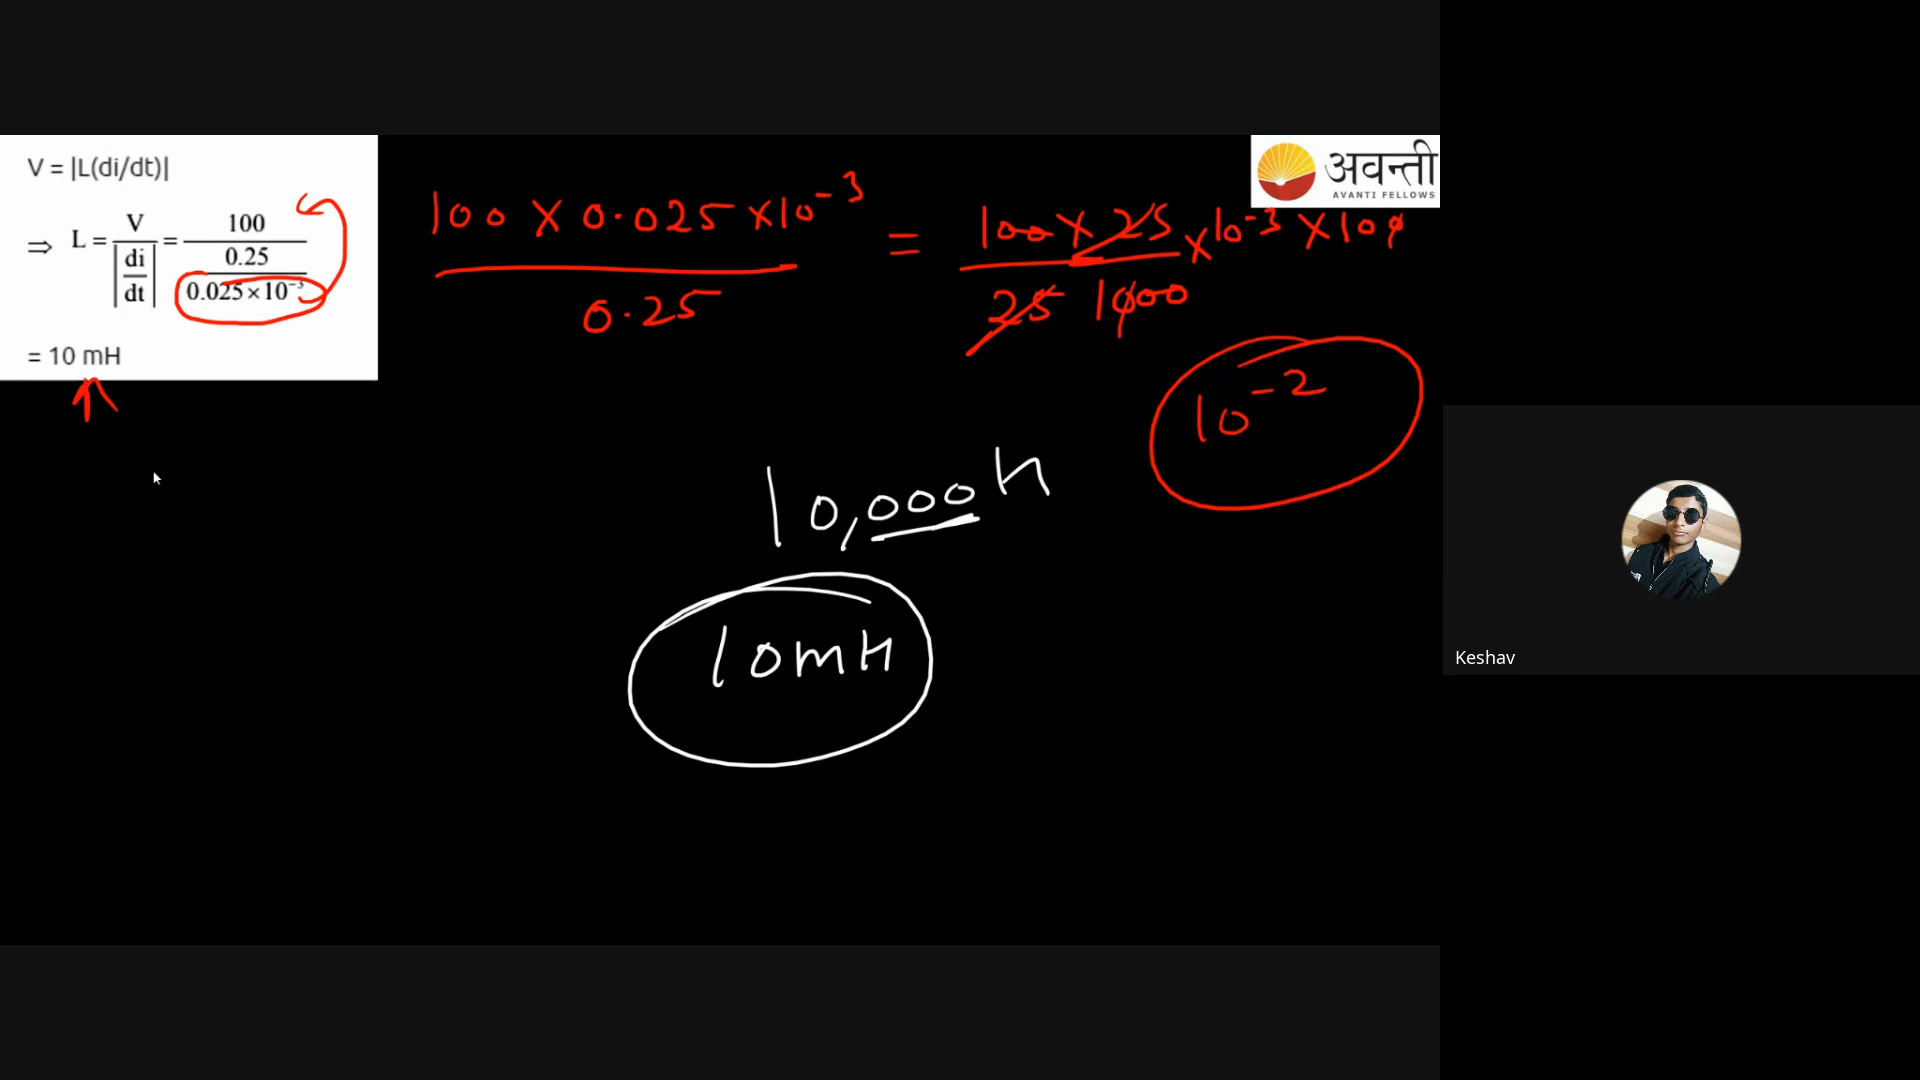 V = |L(di/dt)|
⇒ L = V / |di/dt| = 100 / (0.25 / 0.025×10⁻³)
= 10 mH
100 × 0.025 ×10⁻³ / 0.25 = 100 × 25 / 25 1000 ×10⁻³ × 100
10⁻²
10,000 H
10mH
अवन्ती
AVANTI FELLOWS
Keshav